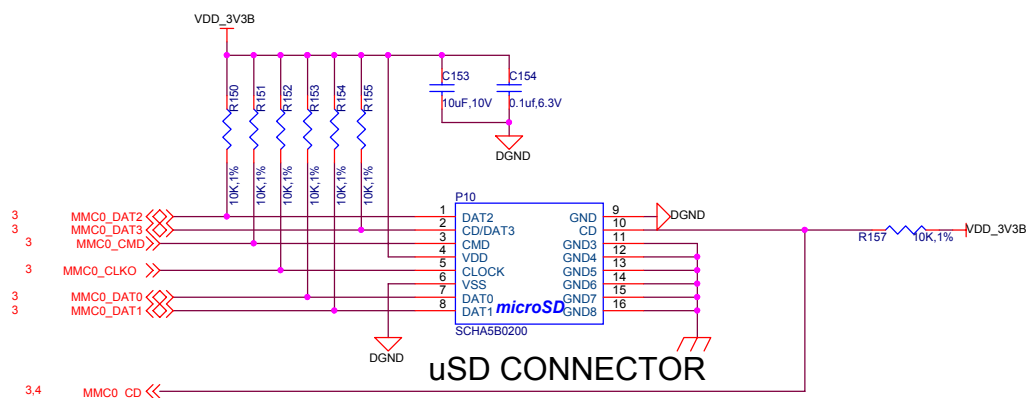 VDD_3V3B
R150
R151
R152
R153
R154
R155
10K,1%
10K,1%
10K,1%
10K,1%
10K,1%
10K,1%
C153
10uF,10V
C154
0.1uf,6.3V
DGND
P10
3 MMC0_DAT2 1 DAT2 GND 9 DGND
3 MMC0_DAT3 2 CD/DAT3 CD 10
3 MMC0_CMD 3 CMD GND3 11
4 VDD GND4 12
3 MMC0_CLKO 5 CLOCK GND5 13
6 VSS GND6 14
3 MMC0_DAT0 7 DAT0 GND7 15
3 MMC0_DAT1 8 DAT1 GND8 16
microSD
SCHA5B0200
R157 10K,1% VDD_3V3B
DGND
uSD CONNECTOR
3,4 MMC0_CD